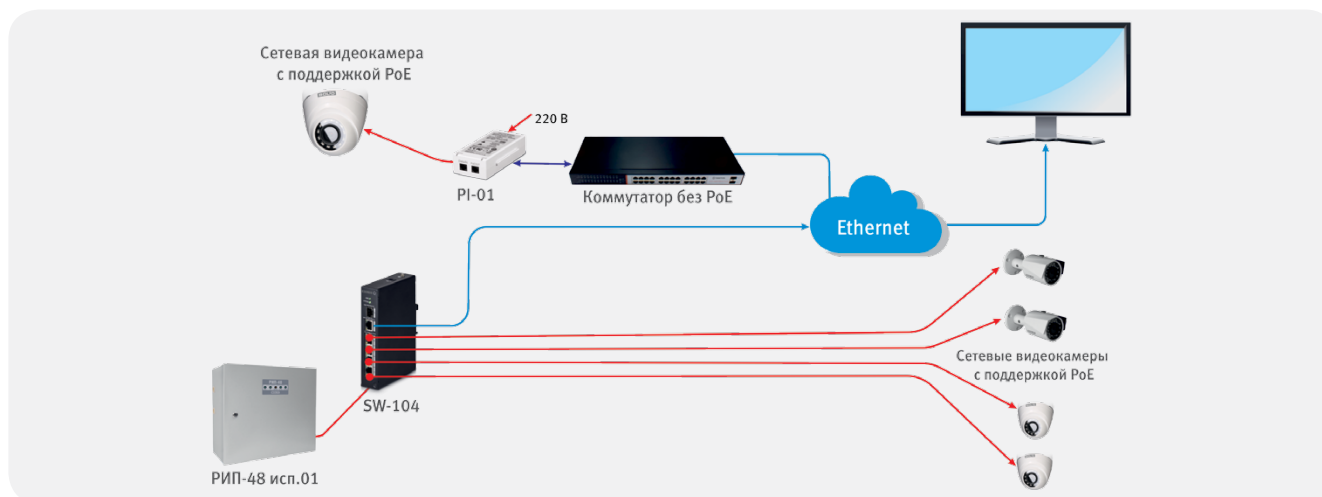 Сетевая видеокамера
с поддержкой PoE
220 В
PI-01
Коммутатор без PoE
Ethernet
SW-104
Сетевые видеокамеры
с поддержкой PoE
РИП-48 исп.01